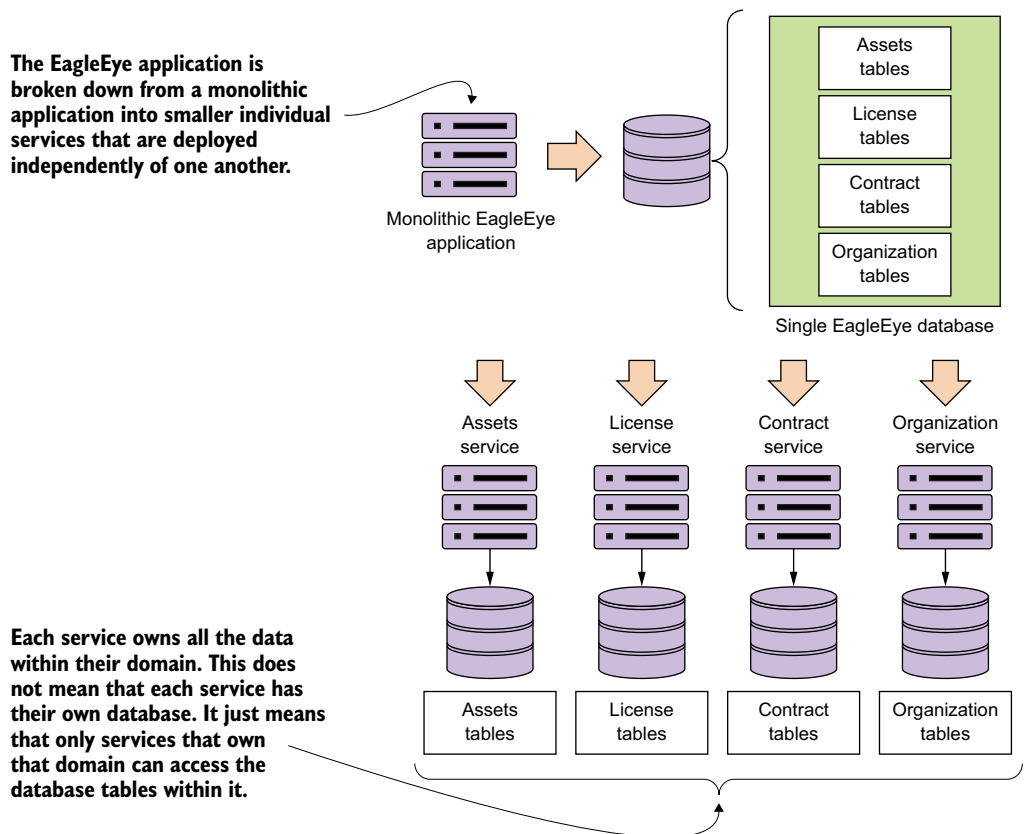 The EagleEye application is
broken down from a monolithic
application into smaller individual
services that are deployed
independently of one another.
Monolithic EagleEye
application
Assets
tables
License
tables
Contract
tables
Organization
tables
Single EagleEye database
Assets
service
License
service
Contract
service
Organization
service
Each service owns all the data
within their domain. This does
not mean that each service has
their own database. It just means
that only services that own
that domain can access the
database tables within it.
Assets
tables
License
tables
Contract
tables
Organization
tables